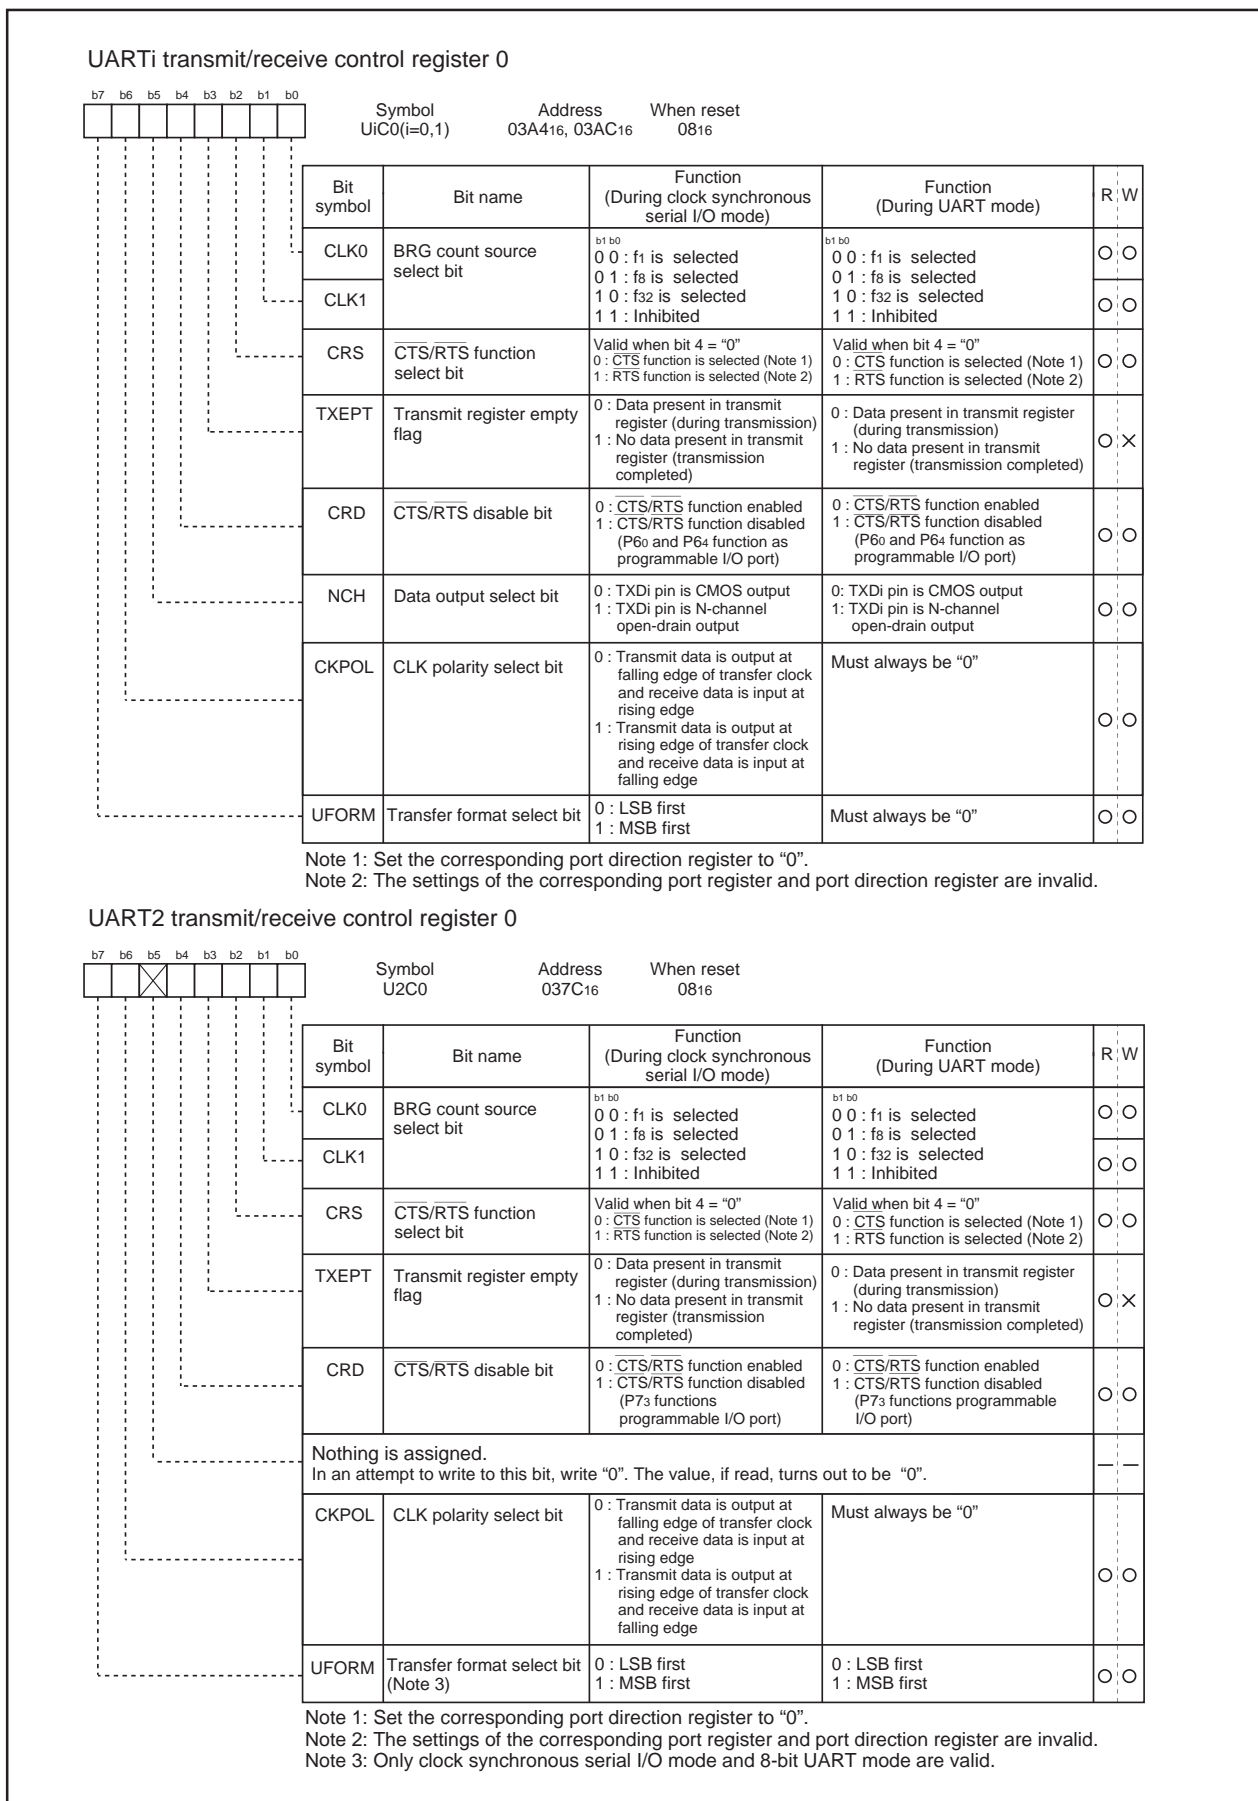 UARTi transmit/receive control register 0
b7 b6 b5 b4 b3 b2 b1 b0
Symbol Address When reset
UiC0(i=0,1) 03A416, 03AC16 0816
Bit symbol Bit name Function (During clock synchronous serial I/O mode) Function (During UART mode) R W
CLK0 BRG count source select bit
CLK1
b1 b0
0 0 : f1 is selected
0 1 : f8 is selected
1 0 : f32 is selected
1 1 : Inhibited
b1 b0
0 0 : f1 is selected
0 1 : f8 is selected
1 0 : f32 is selected
1 1 : Inhibited
CRS CTS/RTS function select bit
Valid when bit 4 = “0”
0 : CTS function is selected (Note 1)
1 : RTS function is selected (Note 2)
Valid when bit 4 = “0”
0 : CTS function is selected (Note 1)
1 : RTS function is selected (Note 2)
TXEPT Transmit register empty flag
0 : Data present in transmit
register (during transmission)
1 : No data present in transmit
register (transmission
completed)
0 : Data present in transmit register
(during transmission)
1 : No data present in transmit
register (transmission completed)
CRD CTS/RTS disable bit
0 : CTS/RTS function enabled
1 : CTS/RTS function disabled
(P60 and P64 function as
programmable I/O port)
0 : CTS/RTS function enabled
1 : CTS/RTS function disabled
(P60 and P64 function as
programmable I/O port)
NCH Data output select bit
0 : TXDi pin is CMOS output
1 : TXDi pin is N-channel
open-drain output
0: TXDi pin is CMOS output
1: TXDi pin is N-channel
open-drain output
CKPOL CLK polarity select bit
0 : Transmit data is output at
falling edge of transfer clock
and receive data is input at
rising edge
1 : Transmit data is output at
rising edge of transfer clock
and receive data is input at
falling edge
Must always be “0”
UFORM Transfer format select bit
0 : LSB first
1 : MSB first
Must always be “0”
Note 1: Set the corresponding port direction register to “0”.
Note 2: The settings of the corresponding port register and port direction register are invalid.
UART2 transmit/receive control register 0
b7 b6 b5 b4 b3 b2 b1 b0
Symbol Address When reset
U2C0 037C16 0816
Bit symbol Bit name Function (During clock synchronous serial I/O mode) Function (During UART mode) R W
CLK0 BRG count source select bit
CLK1
b1 b0
0 0 : f1 is selected
0 1 : f8 is selected
1 0 : f32 is selected
1 1 : Inhibited
b1 b0
0 0 : f1 is selected
0 1 : f8 is selected
1 0 : f32 is selected
1 1 : Inhibited
CRS CTS/RTS function select bit
Valid when bit 4 = “0”
0 : CTS function is selected (Note 1)
1 : RTS function is selected (Note 2)
Valid when bit 4 = “0”
0 : CTS function is selected (Note 1)
1 : RTS function is selected (Note 2)
TXEPT Transmit register empty flag
0 : Data present in transmit
register (during transmission)
1 : No data present in transmit
register (transmission
completed)
0 : Data present in transmit register
(during transmission)
1 : No data present in transmit
register (transmission completed)
CRD CTS/RTS disable bit
0 : CTS/RTS function enabled
1 : CTS/RTS function disabled
(P73 functions
programmable I/O port)
0 : CTS/RTS function enabled
1 : CTS/RTS function disabled
(P73 functions programmable
I/O port)
Nothing is assigned.
In an attempt to write to this bit, write “0”. The value, if read, turns out to be “0”.
CKPOL CLK polarity select bit
0 : Transmit data is output at
falling edge of transfer clock
and receive data is input at
rising edge
1 : Transmit data is output at
rising edge of transfer clock
and receive data is input at
falling edge
Must always be “0”
UFORM Transfer format select bit (Note 3)
0 : LSB first
1 : MSB first
0 : LSB first
1 : MSB first
Note 1: Set the corresponding port direction register to “0”.
Note 2: The settings of the corresponding port register and port direction register are invalid.
Note 3: Only clock synchronous serial I/O mode and 8-bit UART mode are valid.